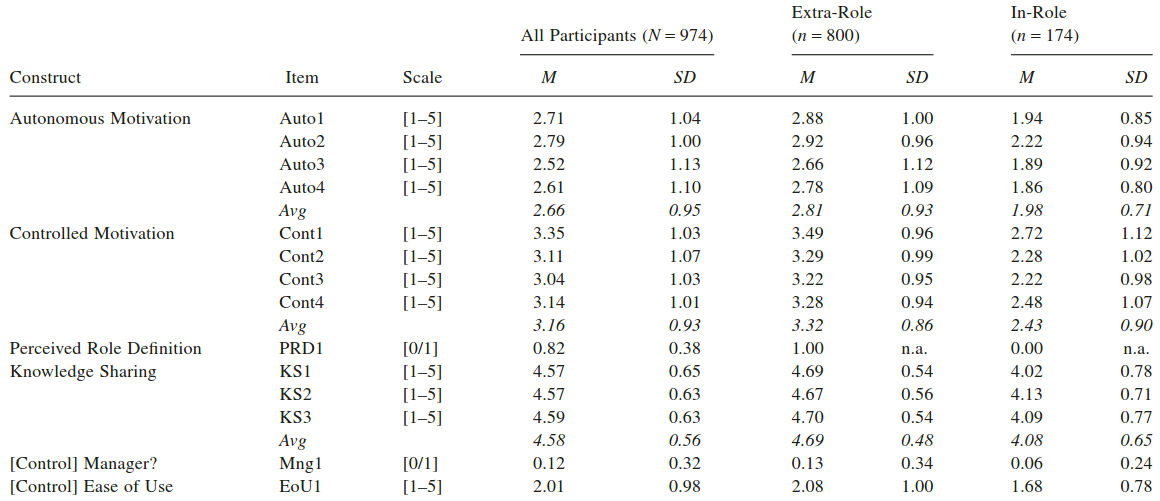 Extra-Role In-Role
All Participants (N = 974) (n = 800) (n = 174)
Construct Item Scale M SD M SD M SD
Autonomous Motivation Auto1 [1–5] 2.71 1.04 2.88 1.00 1.94 0.85
Auto2 [1–5] 2.79 1.00 2.92 0.96 2.22 0.94
Auto3 [1–5] 2.52 1.13 2.66 1.12 1.89 0.92
Auto4 [1–5] 2.61 1.10 2.78 1.09 1.86 0.80
Avg 2.66 0.95 2.81 0.93 1.98 0.71
Controlled Motivation Cont1 [1–5] 3.35 1.03 3.49 0.96 2.72 1.12
Cont2 [1–5] 3.11 1.07 3.29 0.99 2.28 1.02
Cont3 [1–5] 3.04 1.03 3.22 0.95 2.22 0.98
Cont4 [1–5] 3.14 1.01 3.28 0.94 2.48 1.07
Avg 3.16 0.93 3.32 0.86 2.43 0.90
Perceived Role Definition PRD1 [0/1] 0.82 0.38 1.00 n.a. 0.00 n.a.
Knowledge Sharing KS1 [1–5] 4.57 0.65 4.69 0.54 4.02 0.78
KS2 [1–5] 4.57 0.63 4.67 0.56 4.13 0.71
KS3 [1–5] 4.59 0.63 4.70 0.54 4.09 0.77
Avg 4.58 0.56 4.69 0.48 4.08 0.65
[Control] Manager? Mng1 [0/1] 0.12 0.32 0.13 0.34 0.06 0.24
[Control] Ease of Use EoU1 [1–5] 2.01 0.98 2.08 1.00 1.68 0.78